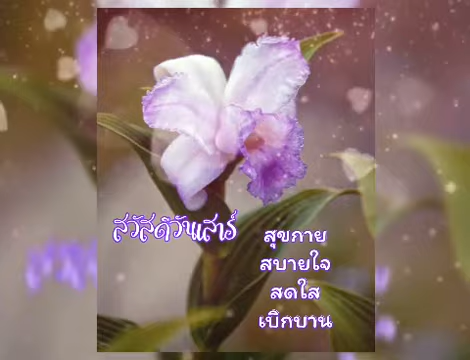 สวัสดีวันเสาร์
สุขกาย
สบายใจ
สดใส
เบิกบาน